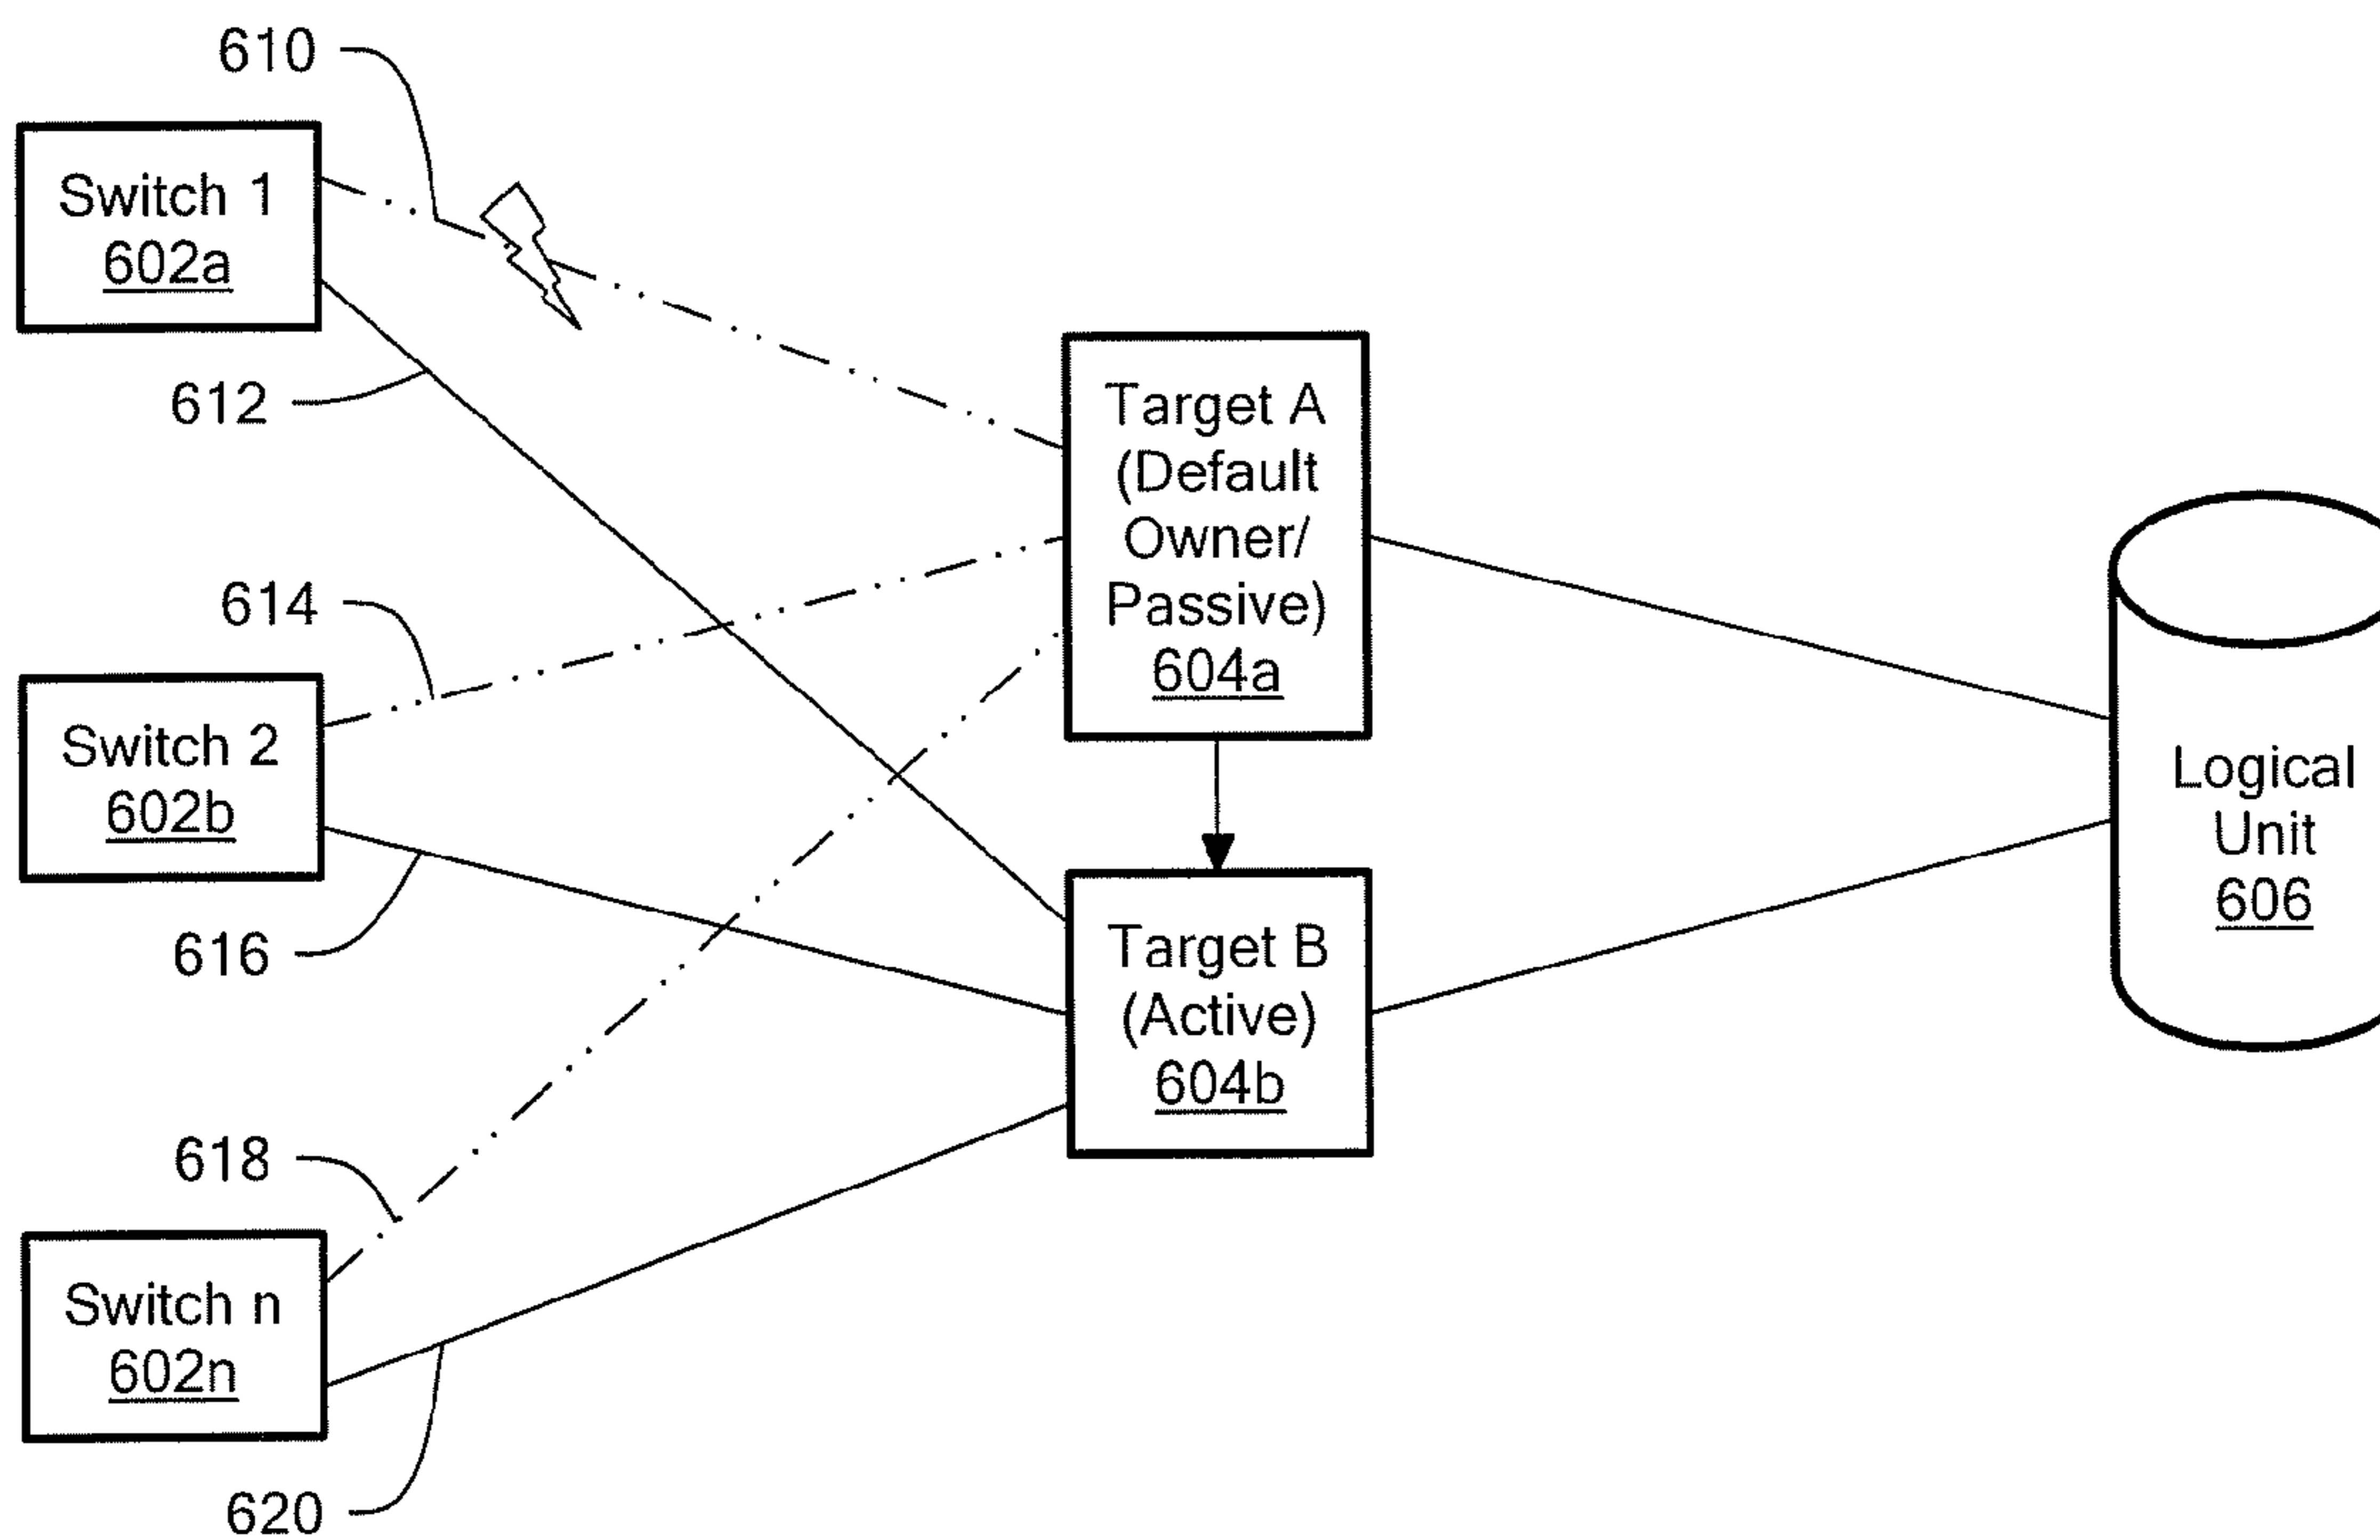 610
Switch 1
602a
612
Target A
(Default
Owner/
Passive)
604a
614
Switch 2
602b
616
Logical
Unit
606
Target B
(Active)
604b
618
Switch n
602n
620